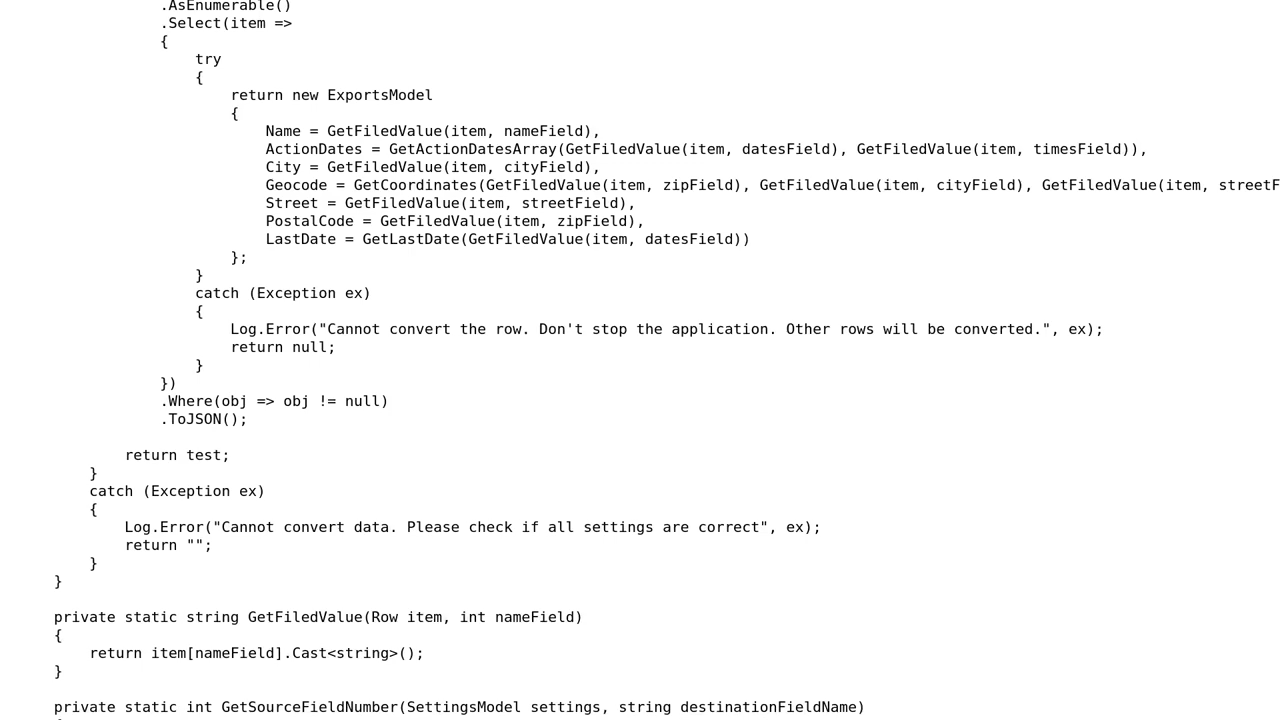 .AsEnumerable()
.Select(item =>
{
try
{
return new ExportsModel
{
Name = GetFiledValue(item, nameField),
ActionDates = GetActionDatesArray(GetFiledValue(item, datesField), GetFiledValue(item, timesField)),
City = GetFiledValue(item, cityField),
Geocode = GetCoordinates(GetFiledValue(item, zipField), GetFiledValue(item, cityField), GetFiledValue(item, streetF
Street = GetFiledValue(item, streetField),
PostalCode = GetFiledValue(item, zipField),
LastDate = GetLastDate(GetFiledValue(item, datesField))
};
}
catch (Exception ex)
{
Log.Error("Cannot convert the row. Don't stop the application. Other rows will be converted.", ex);
return null;
}
})
.Where(obj => obj != null)
.ToJSON();
return test;
}
catch (Exception ex)
{
Log.Error("Cannot convert data. Please check if all settings are correct", ex);
return "";
}
}
private static string GetFiledValue(Row item, int nameField)
{
return item[nameField].Cast<string>();
}
private static int GetSourceFieldNumber(SettingsModel settings, string destinationFieldName)